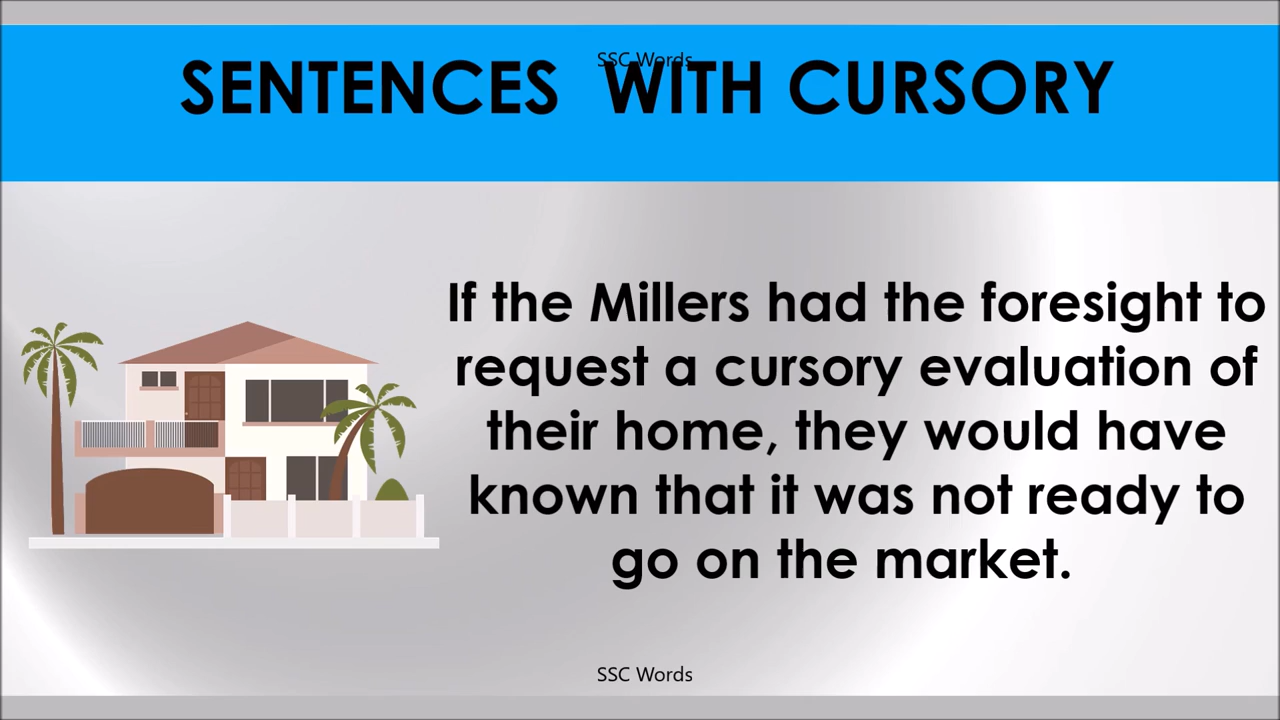 SSC Words
SENTENCES WITH CURSORY
If the Millers had the foresight to
request a cursory evaluation of
their home, they would have
known that it was not ready to
go on the market.
SSC Words